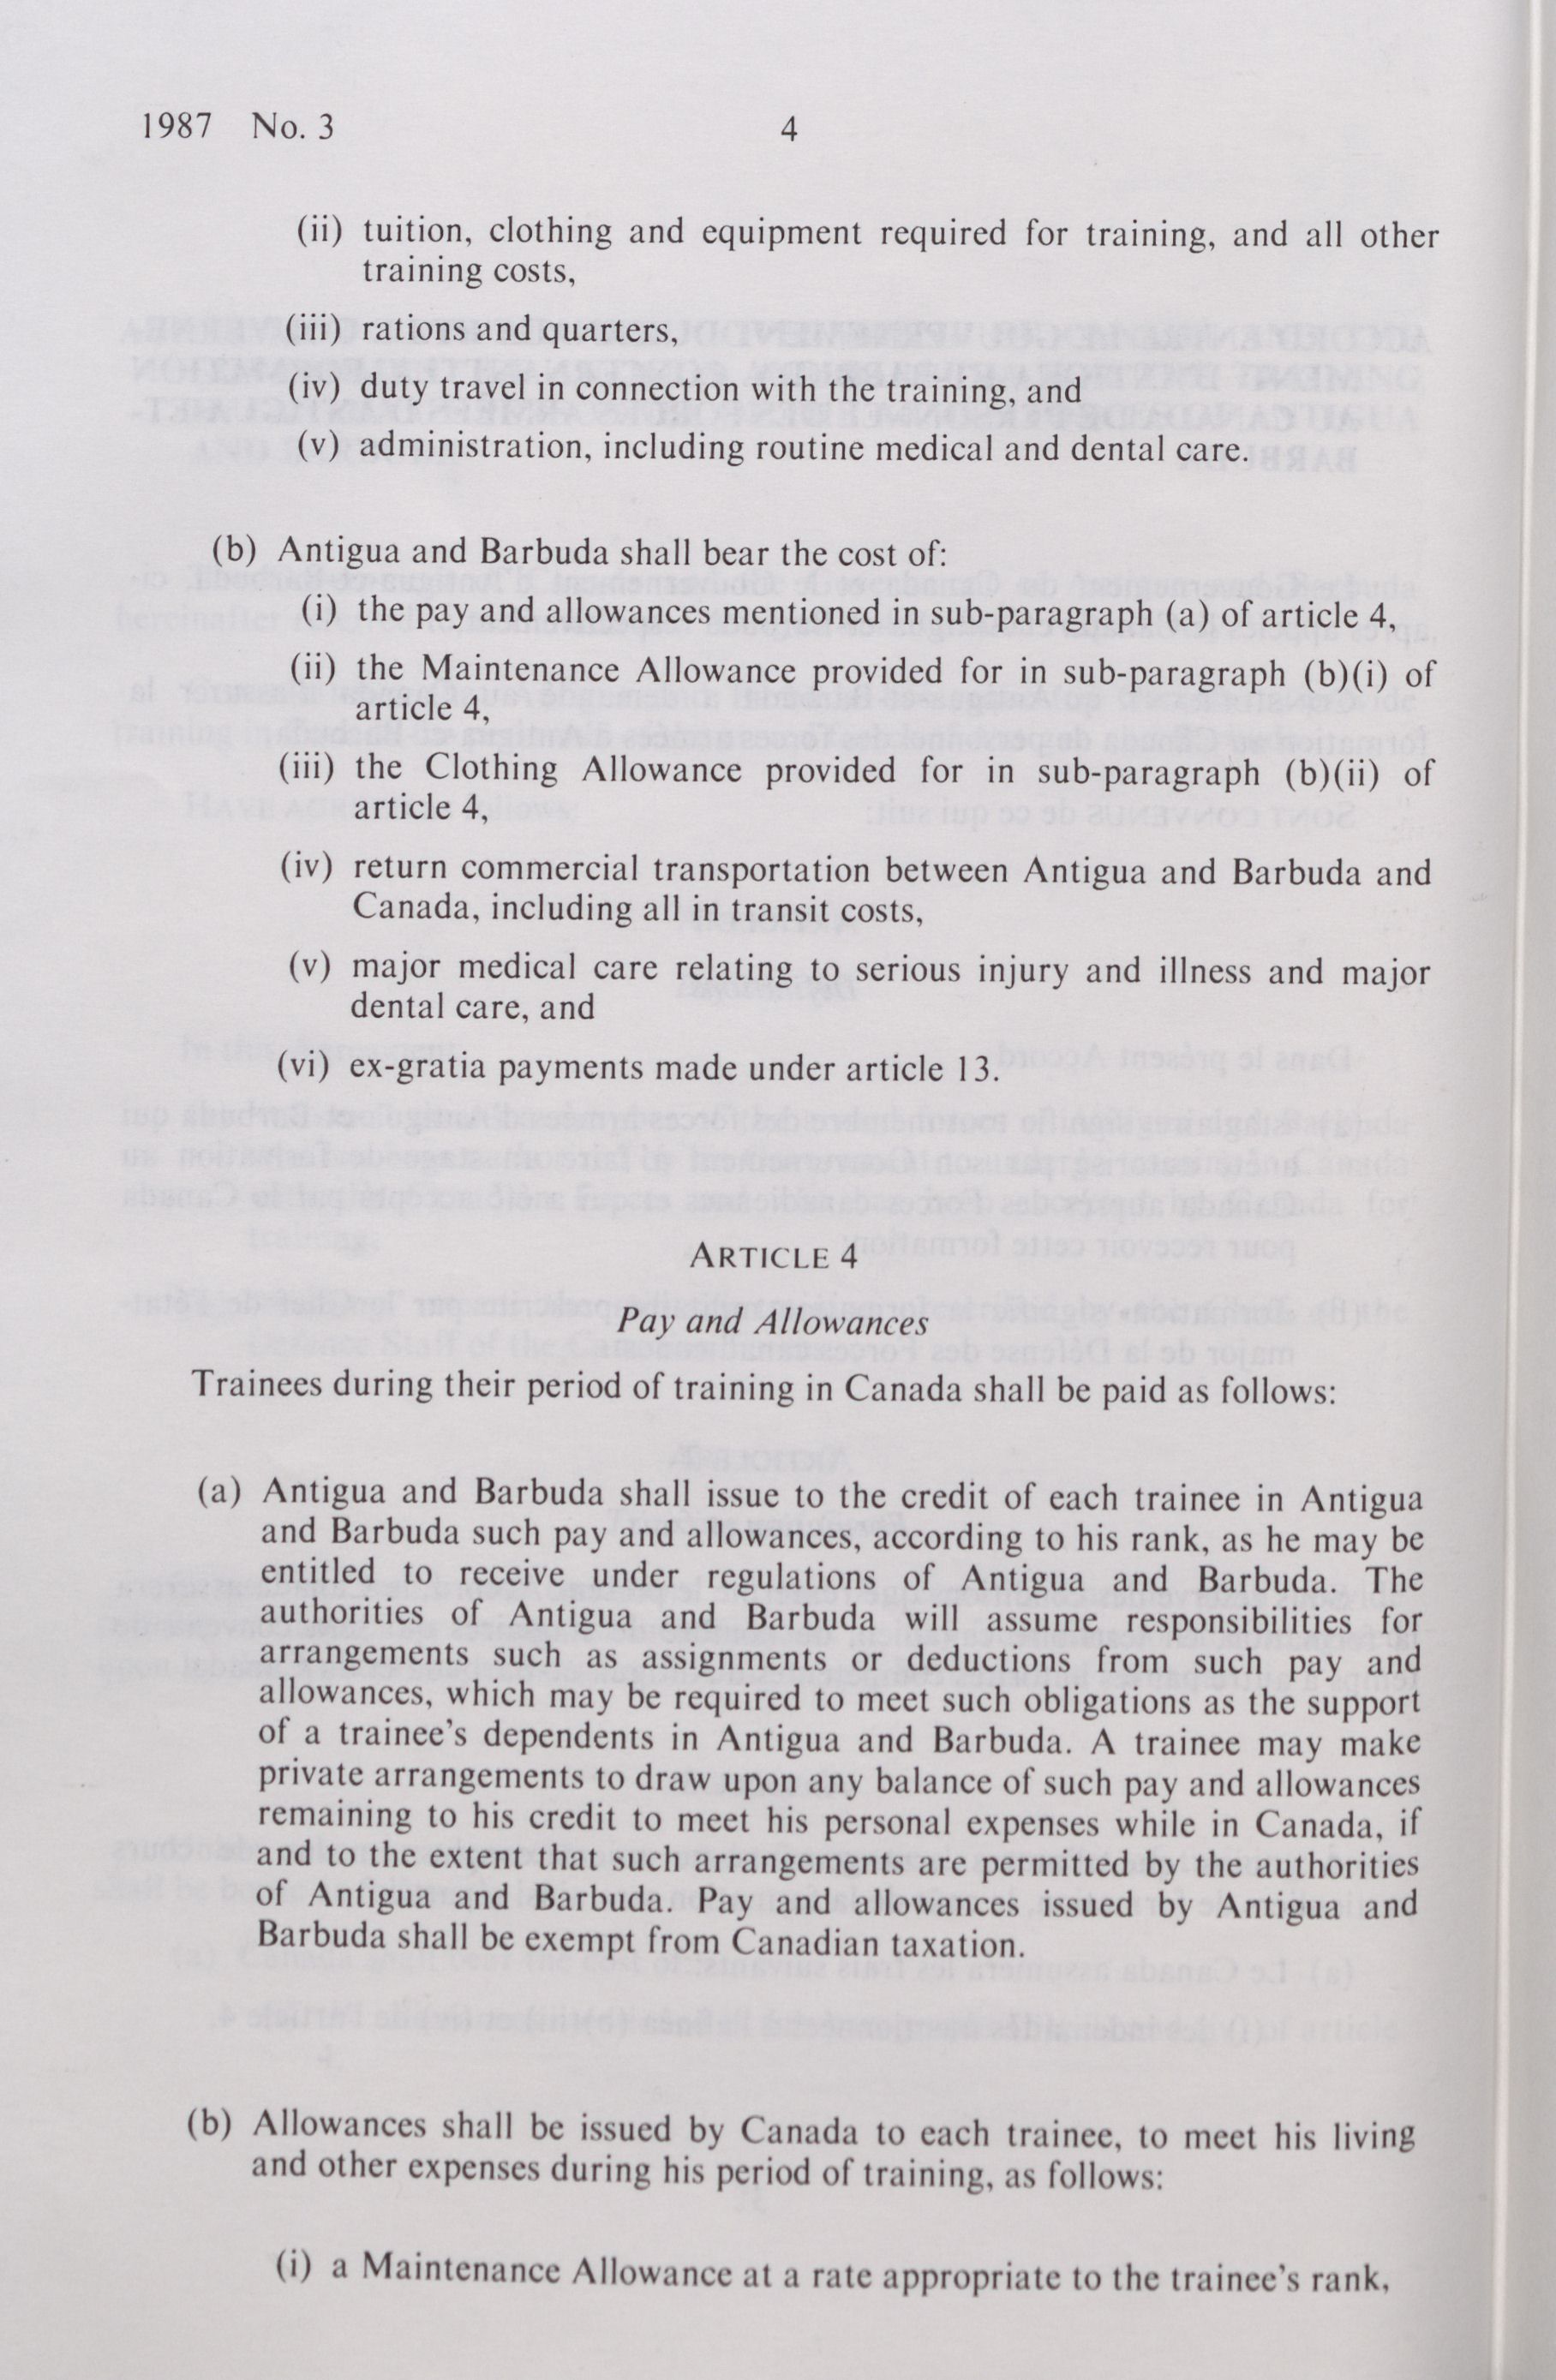 1987 No. 3
4
(ii) tuition, clothing and equipment required for training, and all other
training costs,
(iii) rations and quarters,
(iv) duty travel in connection with the training, and
(v) administration, including routine medical and dental care.
(b) Antigua and Barbuda shall bear the cost of:
(i) the pay and allowances mentioned in sub-paragraph (a) of article 4,
(ii) the Maintenance Allowance provided for in sub-paragraph (b)(i) of
article 4,
(iii) the Clothing Allowance provided for in sub-paragraph (b)(ii) of
article 4,
(iv) return commercial transportation between Antigua and Barbuda and
Canada, including all in transit costs,
(v) major medical care relating to serious injury and illness and major
dental care, and
(vi) ex-gratia payments made under article 13.
ARTICLE 4
Pay and Allowances
Trainees during their period of training in Canada shall be paid as follows:
(a) Antigua and Barbuda shall issue to the credit of each trainee in Antigua
and Barbuda such pay and allowances, according to his rank, as he may be
entitled to receive under regulations of Antigua and Barbuda. The
authorities of Antigua and Barbuda will assume responsibilities for
arrangements such as assignments or deductions from such pay and
allowances, which may be required to meet such obligations as the support
of a trainee's dependents in Antigua and Barbuda. A trainee may make
private arrangements to draw upon any balance of such pay and allowances
remaining to his credit to meet his personal expenses while in Canada, if
and to the extent that such arrangements are permitted by the authorities
of Antigua and Barbuda. Pay and allowances issued by Antigua and
Barbuda shall be exempt from Canadian taxation.
(b) Allowances shall be issued by Canada to each trainee, to meet his living
and other expenses during his period of training, as follows:
(i) a Maintenance Allowance at a rate appropriate to the trainee's rank,